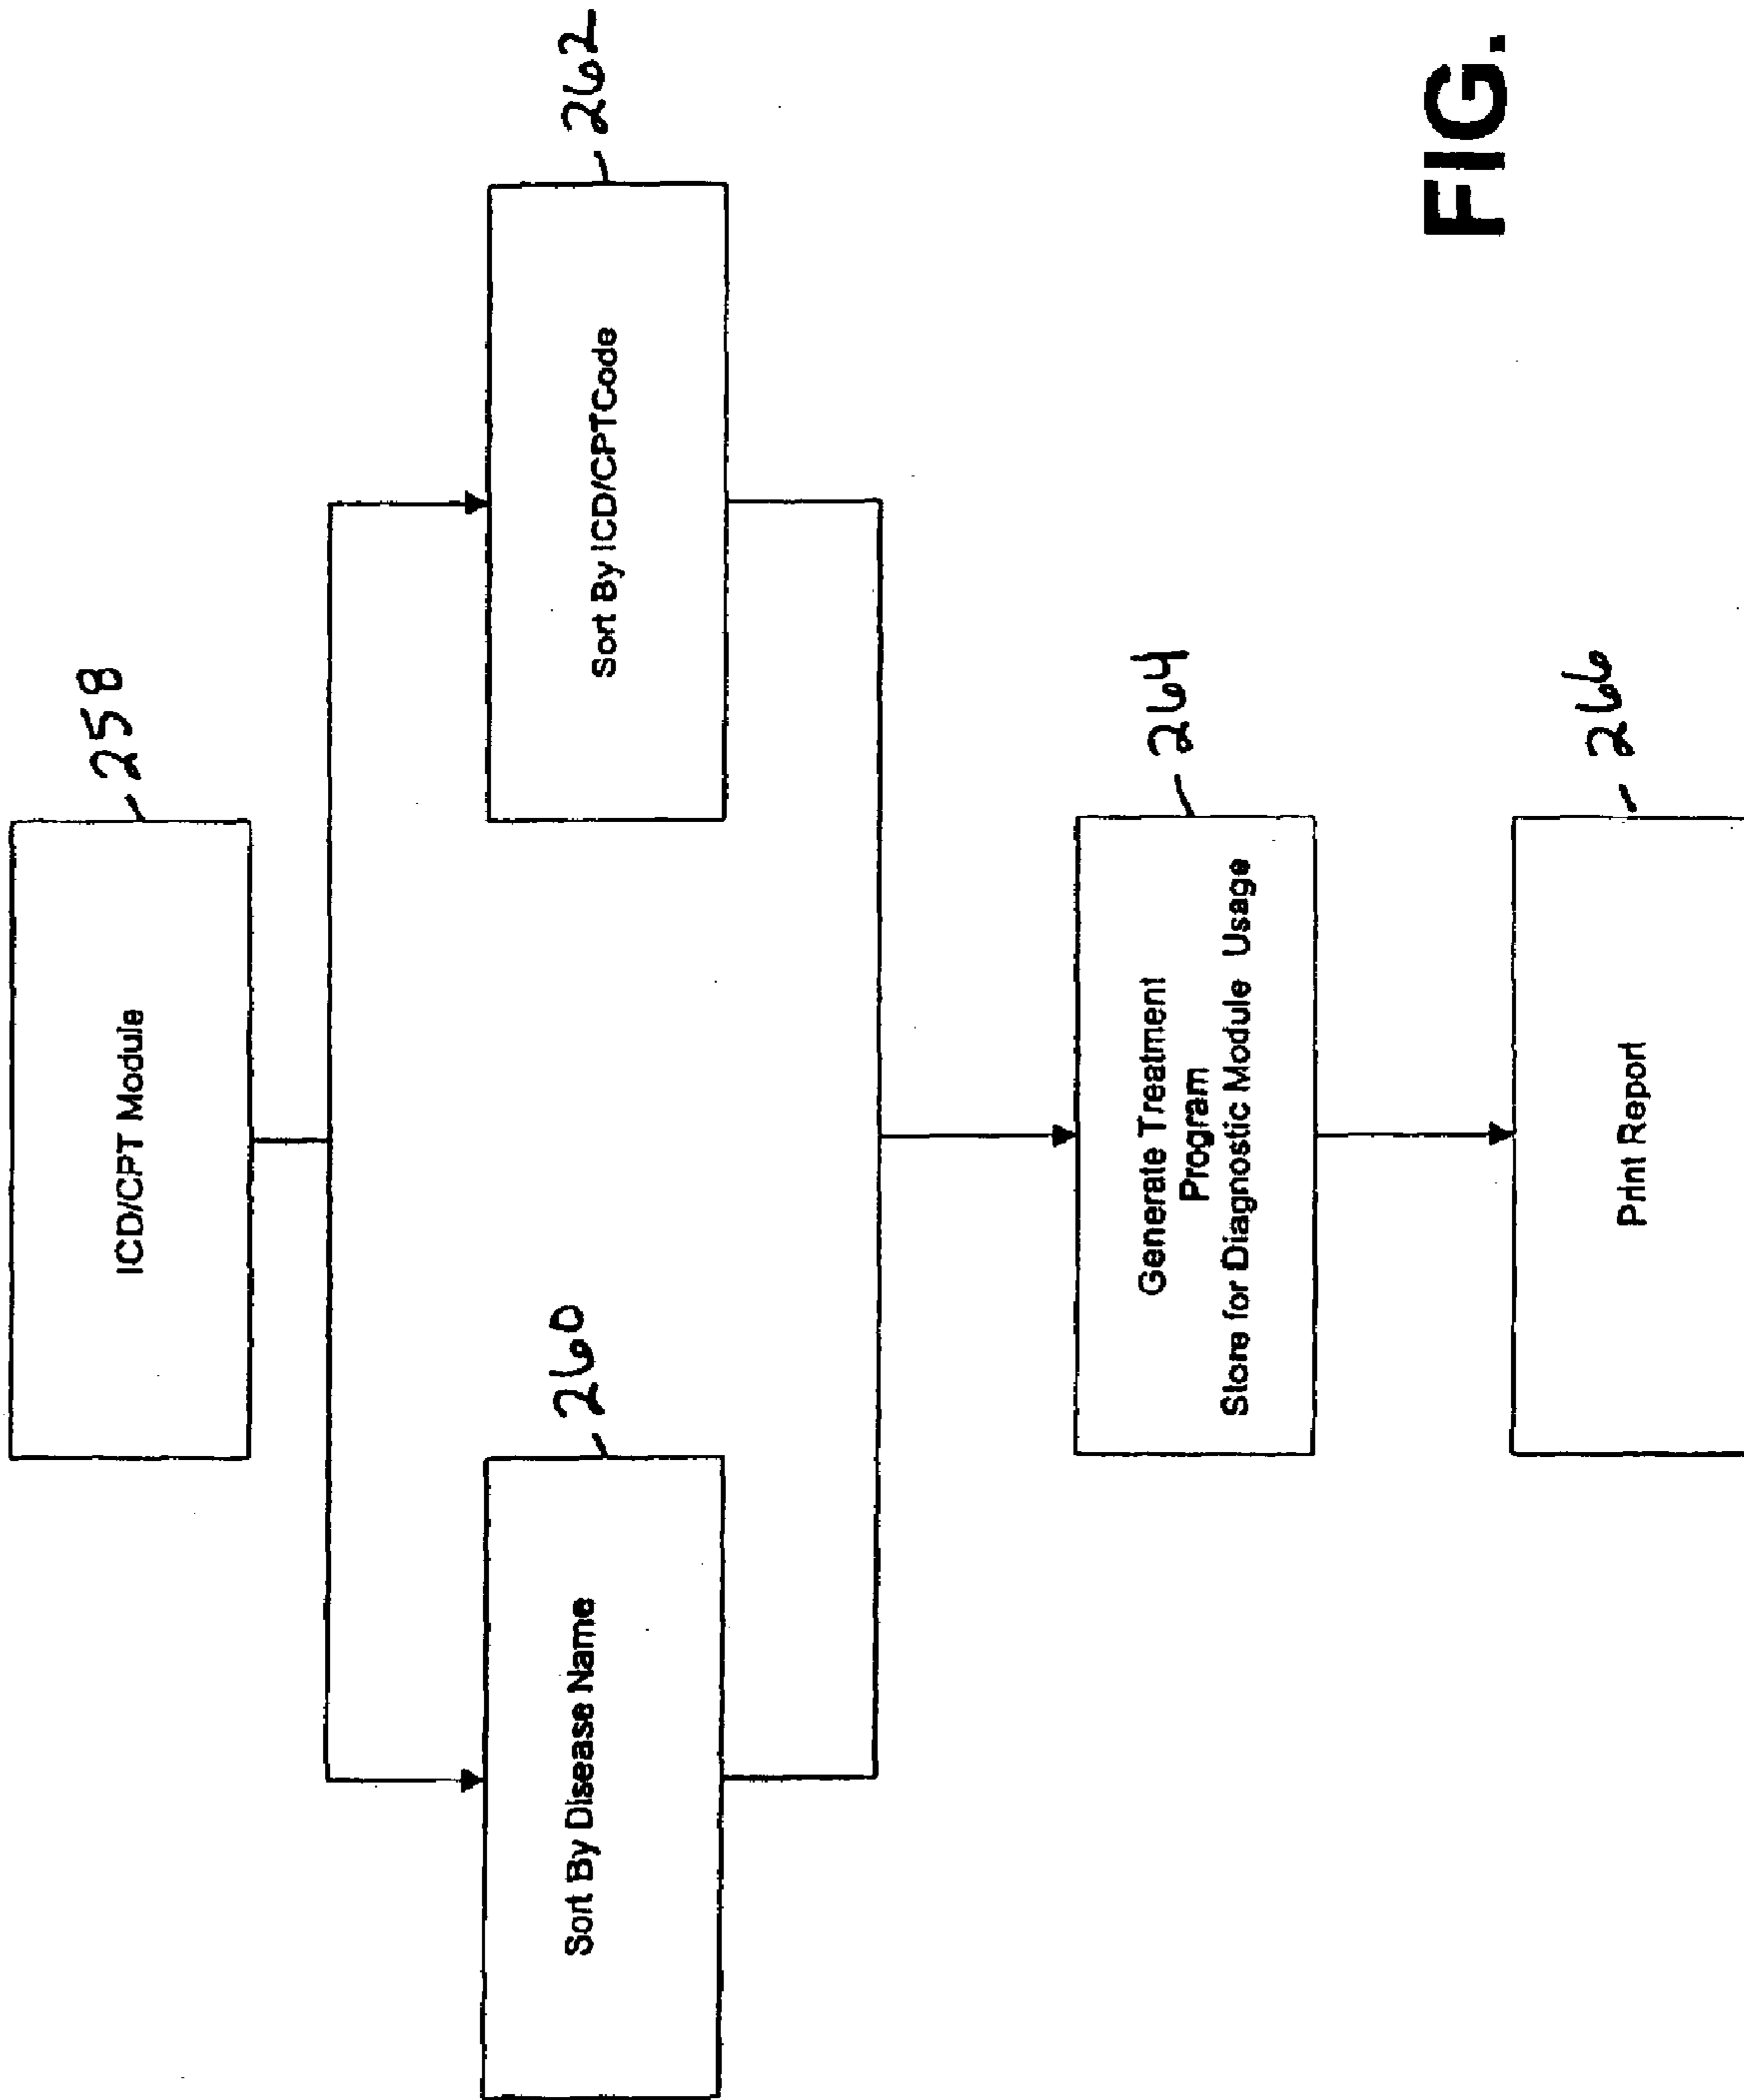 ICD/CPT Module
258
Sort By Disease Name
260
Sort By ICD/CPTCode
262
Generate Treatment
Program
Store for Diagnostic Module Usage
264
Print Report
266
FIG.